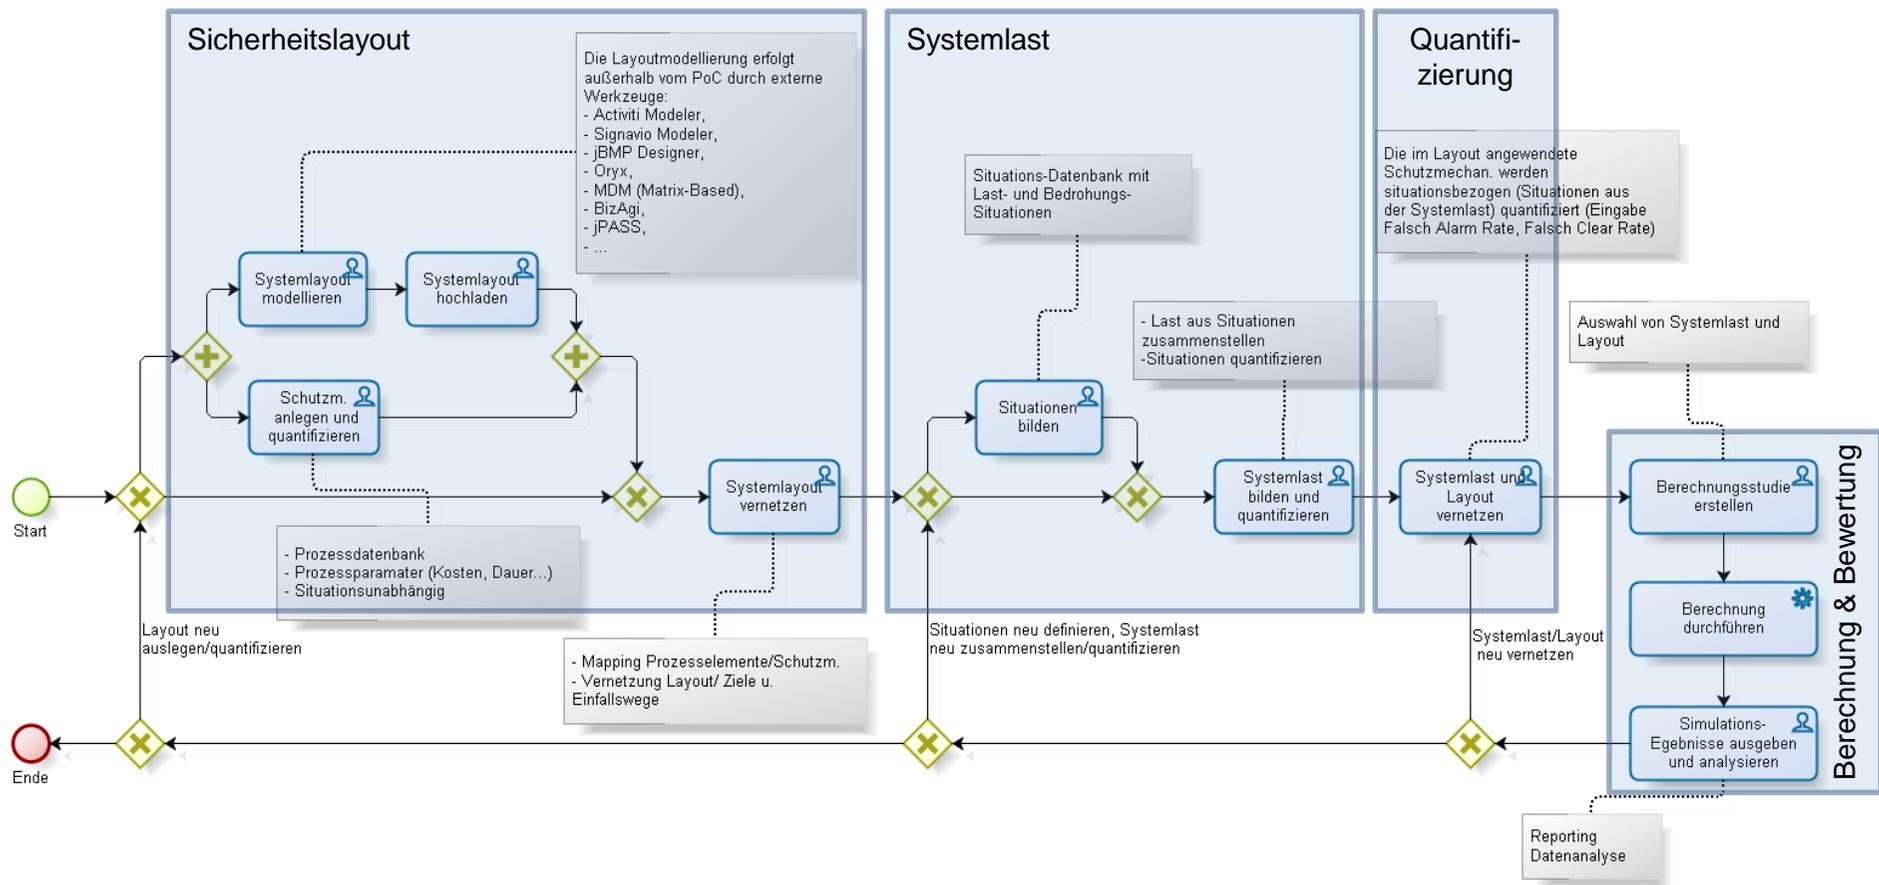 Sicherheitslayout
Die Layoutmodellierung erfolgt
außerhalb vom PoC durch externe
Werkzeuge:
- Activiti Modeler,
- Signavio Modeler,
- jBMP Designer,
- Oryx,
- MDM (Matrix-Based),
- BizAgi,
- jPASS,
- ...
Systemlayout
modellieren
Systemlayout
hochladen
Schutzm.
anlegen und
quantifizieren
Start
- Prozessdatenbank
- Prozessparamater (Kosten, Dauer...)
- Situationsunabhängig
Systemlayout
vernetzen
- Mapping Prozesselemente/Schutzm.
- Vernetzung Layout/ Ziele u.
Einfallswege
Layout neu
auslegen/quantifizieren
Ende
Systemlast
Situations-Datenbank mit
Last- und Bedrohungs-
Situationen
- Last aus Situationen
zusammenstellen
-Situationen quantifizieren
Situationen
bilden
Systemlast
bilden und
quantifizieren
Situationen neu definieren, Systemlast
neu zusammenstellen/quantifizieren
Quantifi-
zierung
Die im Layout angewendete
Schutzmechan. werden
situationsbezogen (Situationen aus
der Systemlast) quantifiziert (Eingabe
Falsch Alarm Rate, Falsch Clear Rate)
Systemlast und
Layout
vernetzen
Systemlast/Layout
neu vernetzen
Auswahl von Systemlast und
Layout
Berechnung & Bewertung
Berechnungsstudie
erstellen
Berechnung
durchführen
Simulations-
Egebnisse ausgeben
und analysieren
Reporting
Datenanalyse